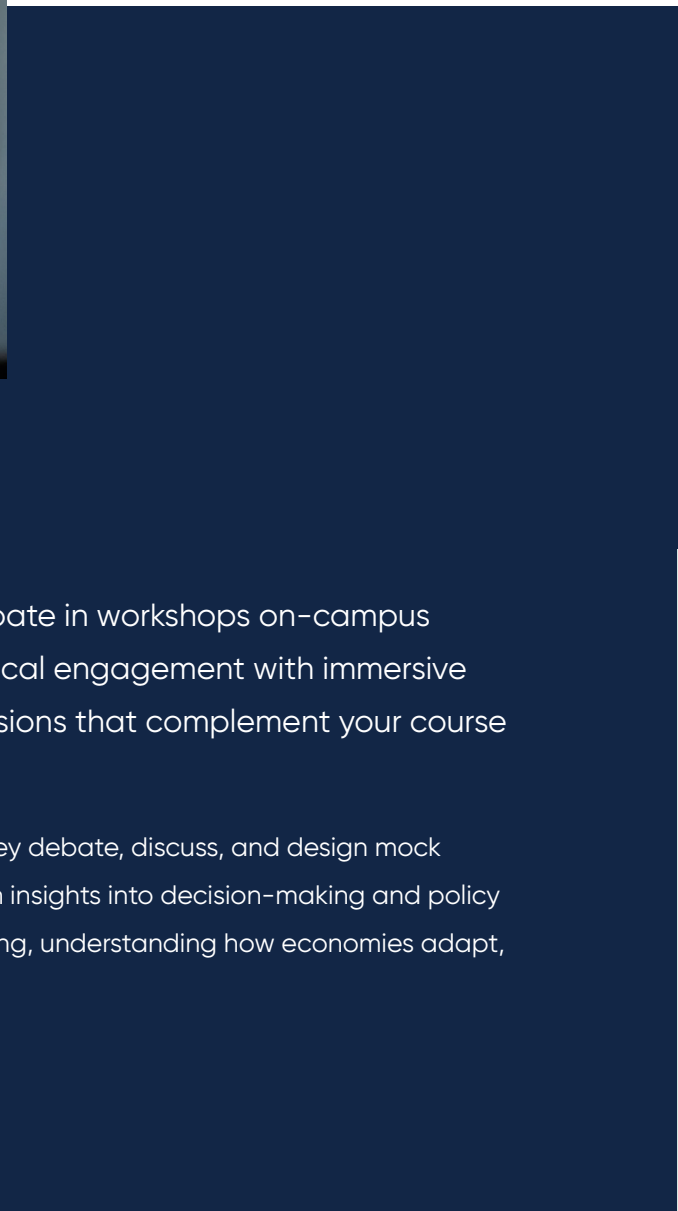 pate in workshops on-campus
cal engagement with immersive
sions that complement your course
ey debate, discuss, and design mock
insights into decision-making and policy
ng, understanding how economies adapt,